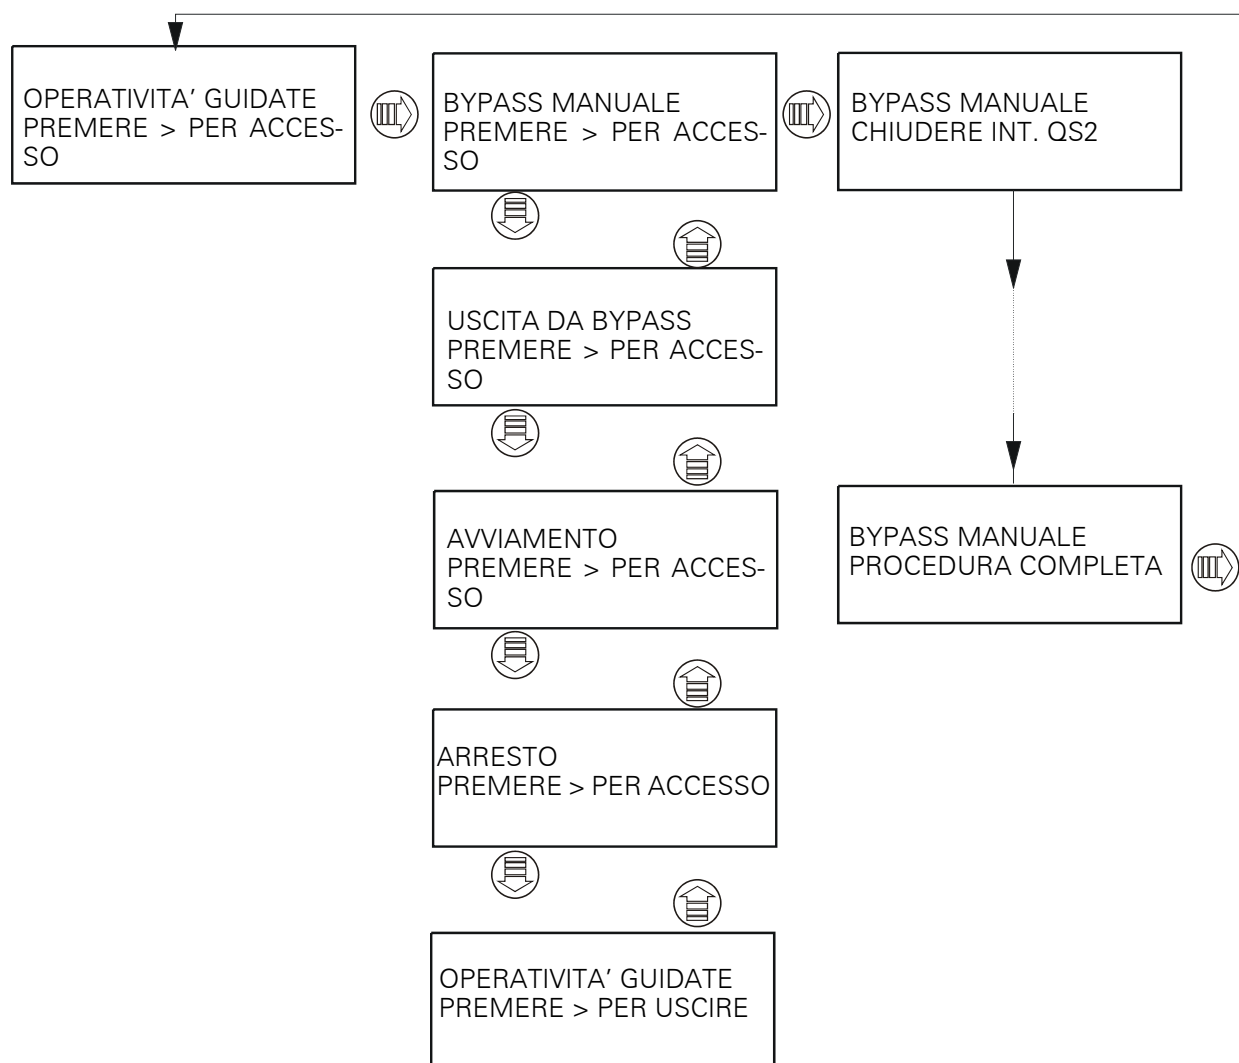 OPERATIVITA' GUIDATE
PREMERE > PER ACCES-
SO
BYPASS MANUALE
PREMERE > PER ACCES-
SO
BYPASS MANUALE
CHIUDERE INT. QS2
USCITA DA BYPASS
PREMERE > PER ACCES-
SO
AVVIAMENTO
PREMERE > PER ACCES-
SO
BYPASS MANUALE
PROCEDURA COMPLETA
ARRESTO
PREMERE > PER ACCESSO
OPERATIVITA' GUIDATE
PREMERE > PER USCIRE